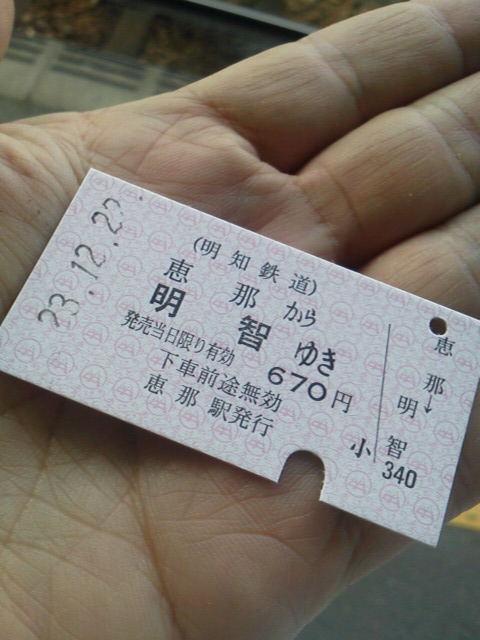 23.12.23
(明知鉄道)
恵那から
明智ゆき
発売当日限り有効 670円
下車前途無効
恵那駅発行
恵那→明智
小 340